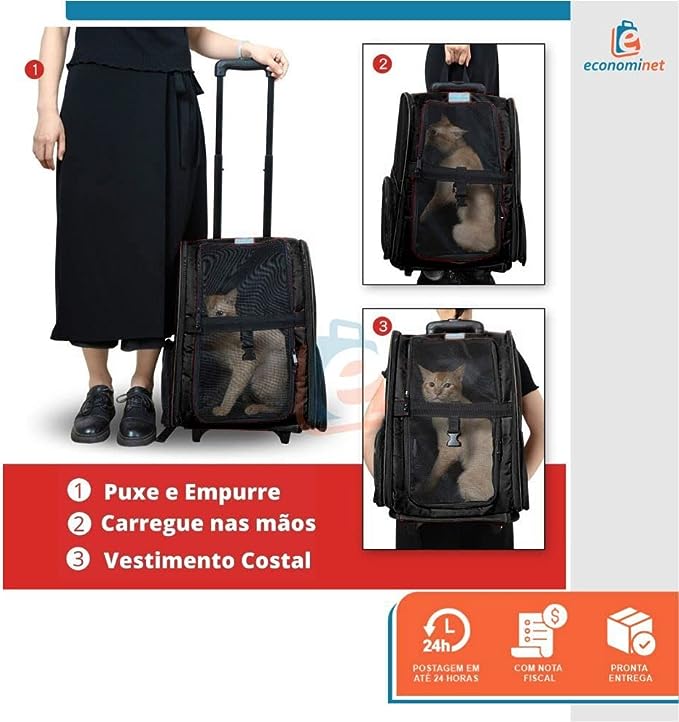 econominet
1
2
3
1 Puxe e Empurre
2 Carregue nas mãos
3 Vestimento Costal
24h
POSTAGEM EM
ATÉ 24 HORAS
$
COM NOTA
FISCAL
PRONTA
ENTREGA